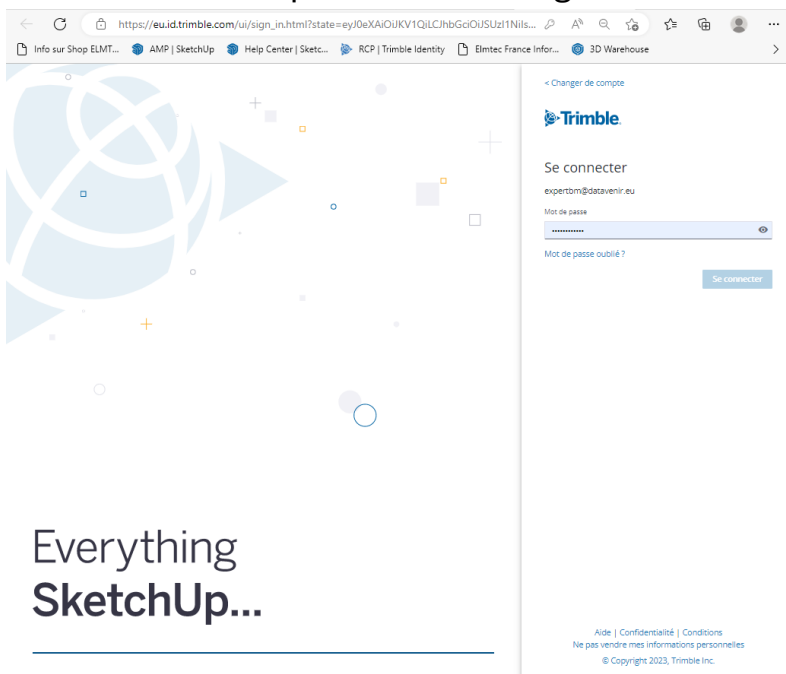 https://eu.id.trimble.com/ui/sign_in.html?state=eyJ0eXAiOiJKV1QiLCJhbGciOiJSUzI1NiIs...
Info sur Shop ELMT... AMP | SketchUp Help Center | Sketc... RCP | Trimble Identity Elmtec France Infor... 3D Warehouse
< Changer de compte
Trimble.
Se connecter
expertbm@datavenir.eu
Mot de passe
••••••••••••
Mot de passe oublié ?
Se connecter
Everything
SketchUp...
Aide | Confidentialité | Conditions
Ne pas vendre mes informations personnelles
© Copyright 2023, Trimble Inc.